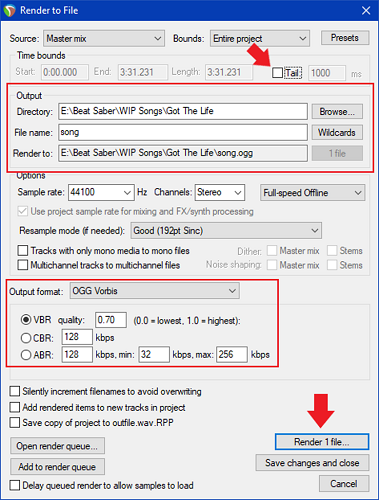 Render to File
Source: Master mix Bounds: Entire project Presets
Time bounds
Start: 0:00.000 End: 3:31.231 Length: 3:31.231 Tail: 1000 ms
Output
Directory: E:\Beat Saber\WIP Songs\Got The Life Browse...
File name: song Wildcards
Render to: E:\Beat Saber\WIP Songs\Got The Life\song.ogg 1 file
Options
Sample rate: 44100 Hz Channels: Stereo Full-speed Offline
Use project sample rate for mixing and FX/synth processing
Resample mode (if needed): Good (192pt Sinc)
Tracks with only mono media to mono files Dither: Master mix Stems
Multichannel tracks to multichannel files Noise shaping: Master mix Stems
Output format: OGG Vorbis
VBR quality: 0.70 (0.0 = lowest, 1.0 = highest):
CBR: 128 kbps
ABR: 128 kbps, min: 32 kbps, max: 256 kbps
Silently increment filenames to avoid overwriting
Add rendered items to new tracks in project
Save copy of project to outfile.wav.RPP
Open render queue... Render 1 file...
Add to render queue Save changes and close
Delay queued render to allow samples to load Cancel